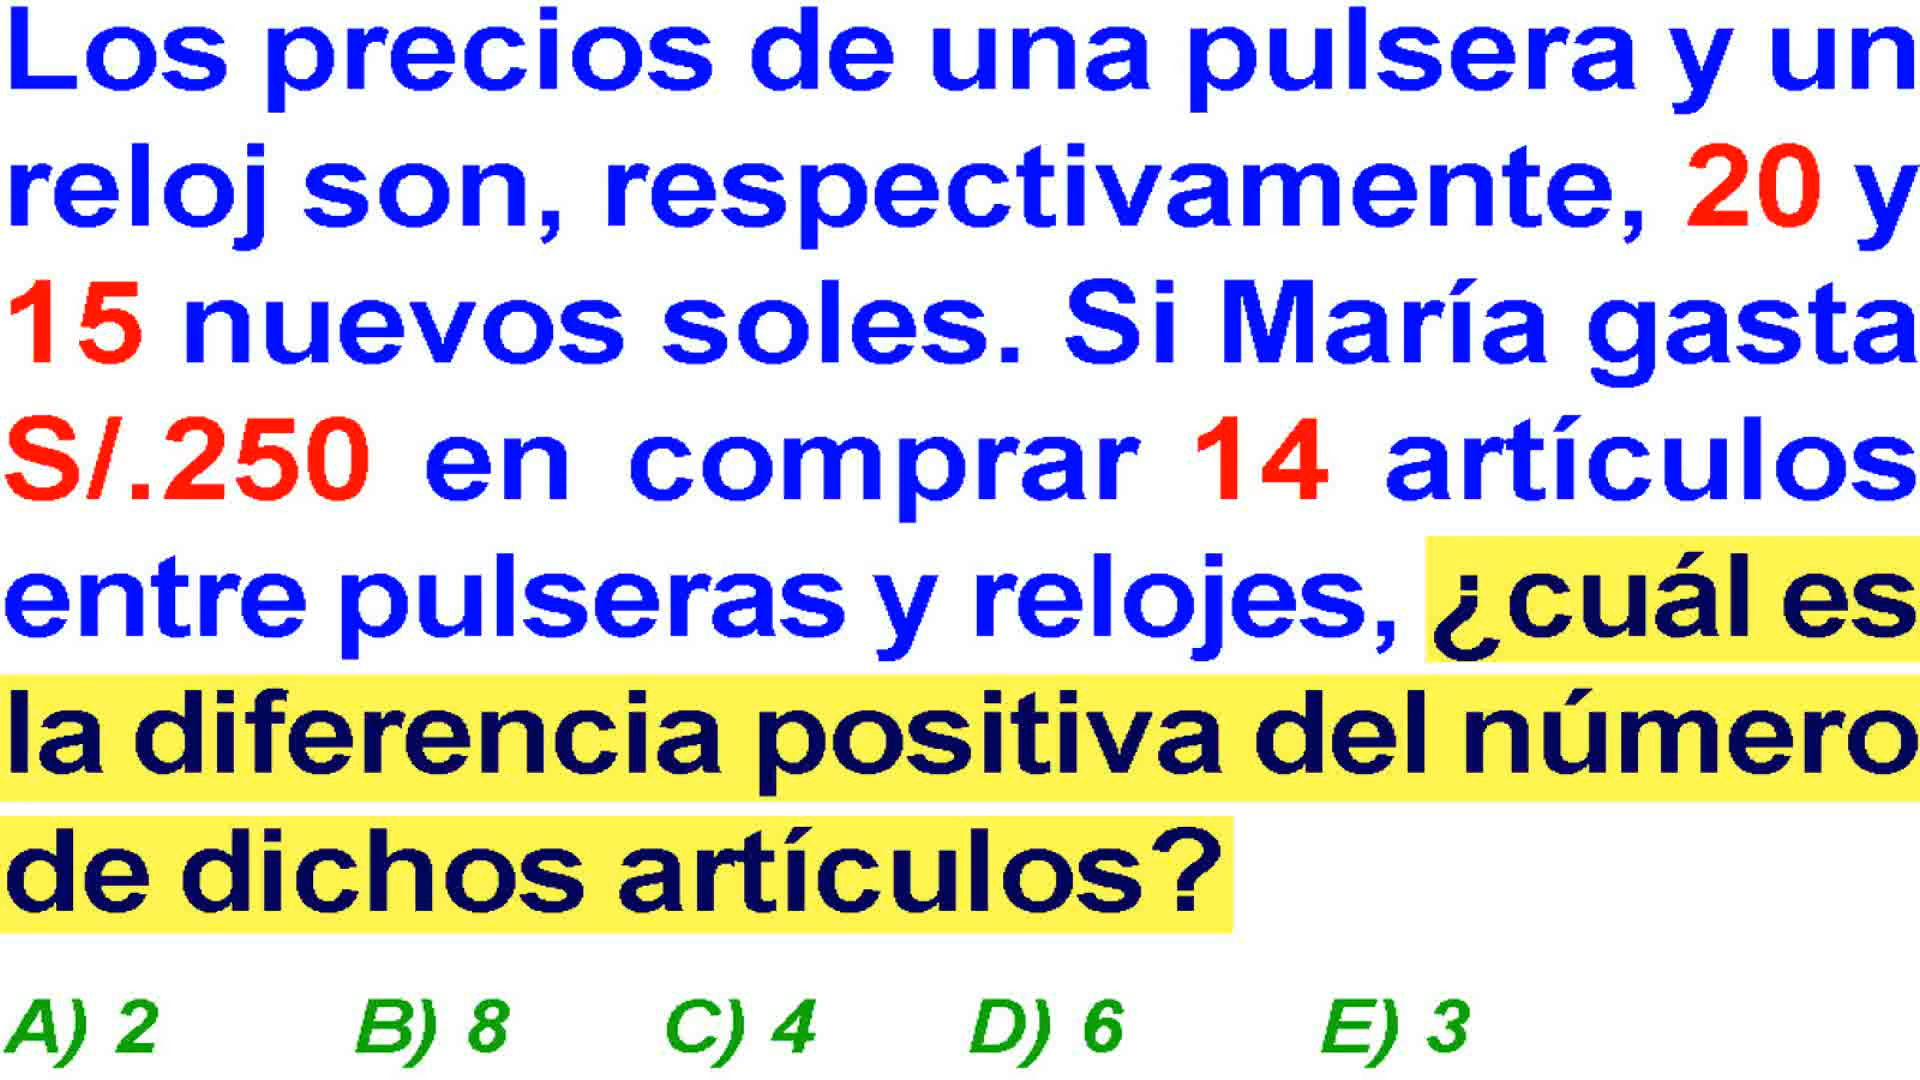 Los precios de una pulsera y un
reloj son, respectivamente, 20 y
15 nuevos soles. Si María gasta
S/.250 en comprar 14 artículos
entre pulseras y relojes, ¿cuál es
la diferencia positiva del número
de dichos artículos?
A) 2 B) 8 C) 4 D) 6 E) 3